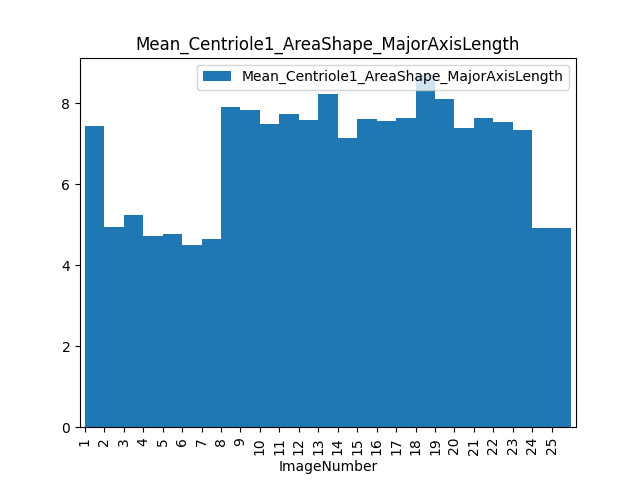 Mean_Centriole1_AreaShape_MajorAxisLength
Mean_Centriole1_AreaShape_MajorAxisLength
8
6
4
2
0
1 2 3 4 5 6 7 8 9 10 11 12 13 14 15 16 17 18 19 20 21 22 23 24 25
ImageNumber